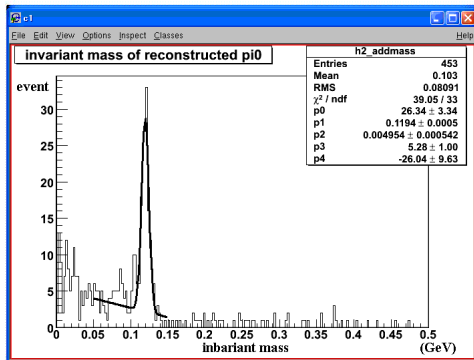 c1
File Edit View Options Inspect Classes Help
invariant mass of reconstructed pi0
h2_addmass
Entries 453
Mean 0.103
RMS 0.08091
χ² / ndf 39.05 / 33
p0 26.34 ± 3.34
p1 0.1194 ± 0.0005
p2 0.004954 ± 0.000542
p3 5.28 ± 1.00
p4 -26.04 ± 9.63
event
30
25
20
15
10
5
0
0 0.05 0.1 0.15 0.2 0.25 0.3 0.35 0.4 0.45 0.5
inbariant mass (GeV)